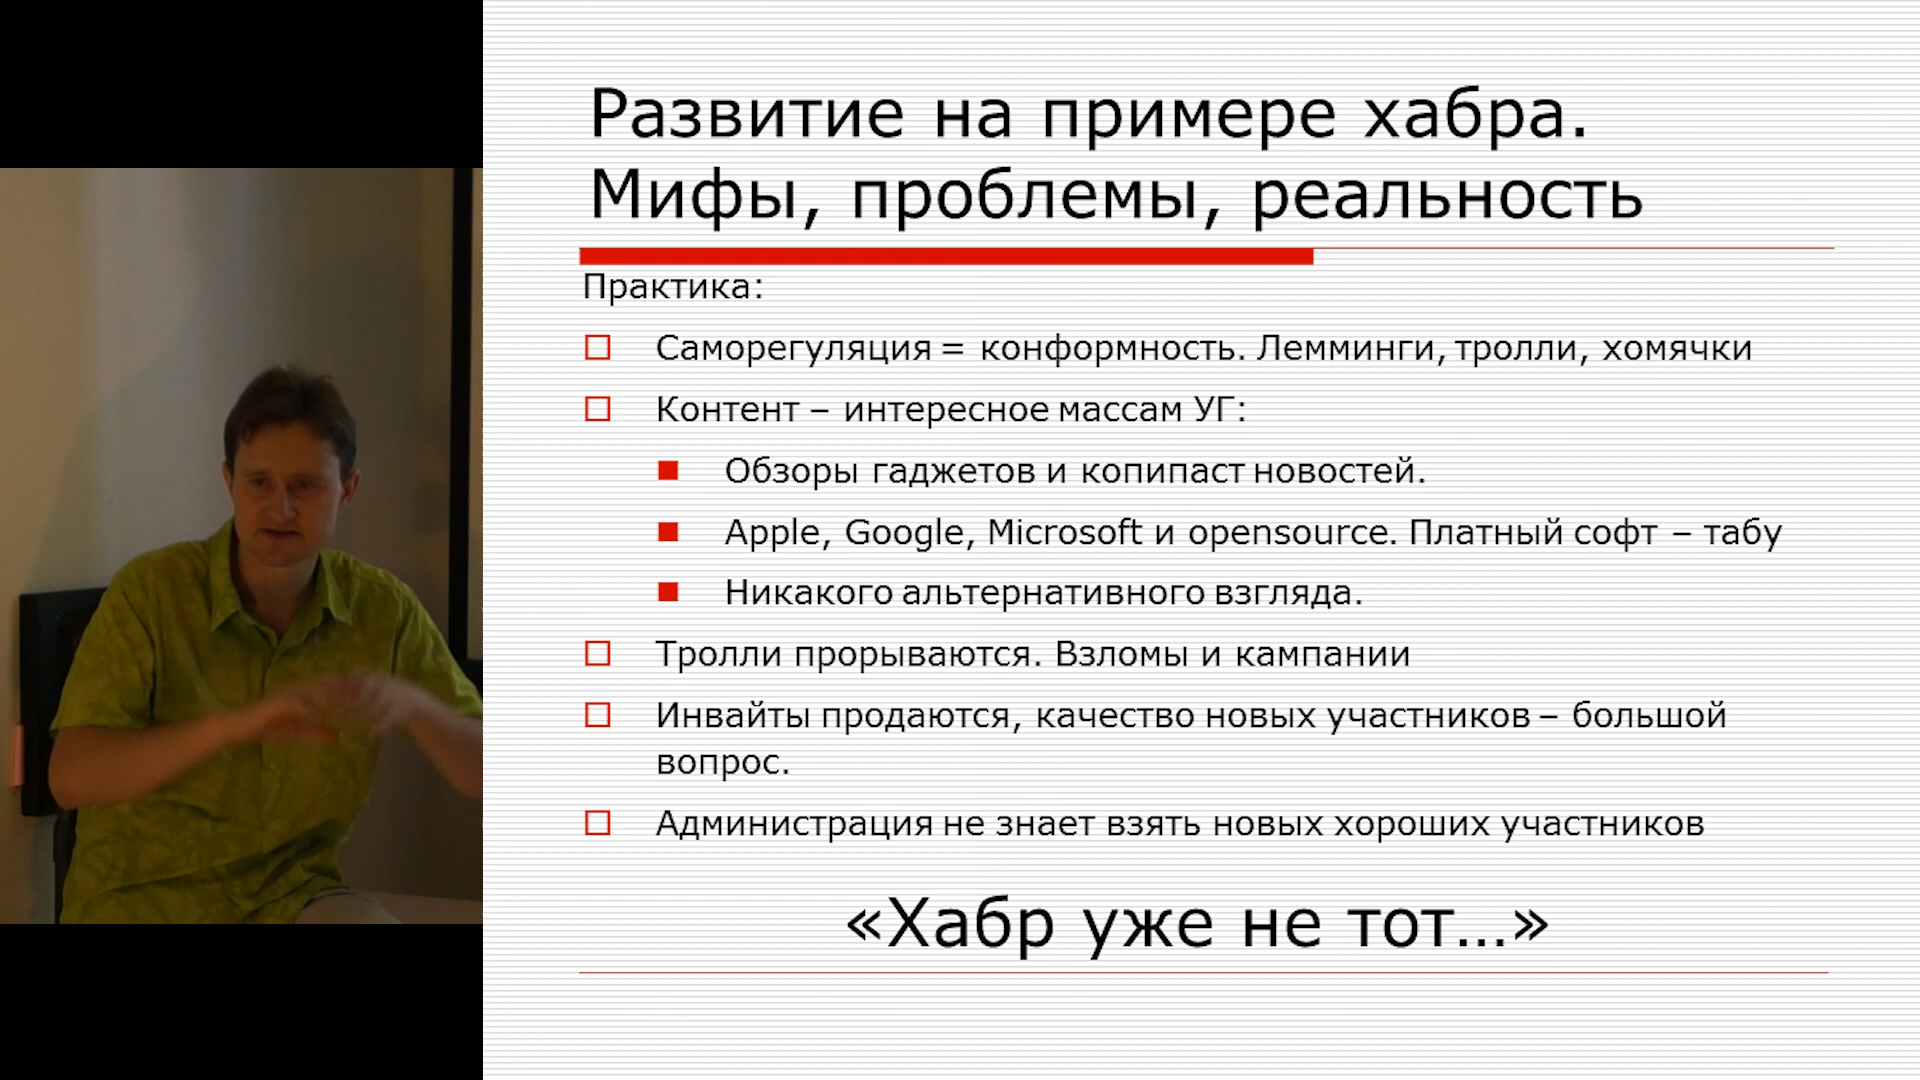 Развитие на примере хабра.
Мифы, проблемы, реальность
Практика:
Саморегуляция = конформность. Лемминги, тролли, хомячки
Контент – интересное массам УГ:
Обзоры гаджетов и копипаст новостей.
Apple, Google, Microsoft и opensource. Платный софт – табу
Никакого альтернативного взгляда.
Тролли прорываются. Взломы и кампании
Инвайты продаются, качество новых участников – большой
вопрос.
Администрация не знает взять новых хороших участников
«Хабр уже не тот…»